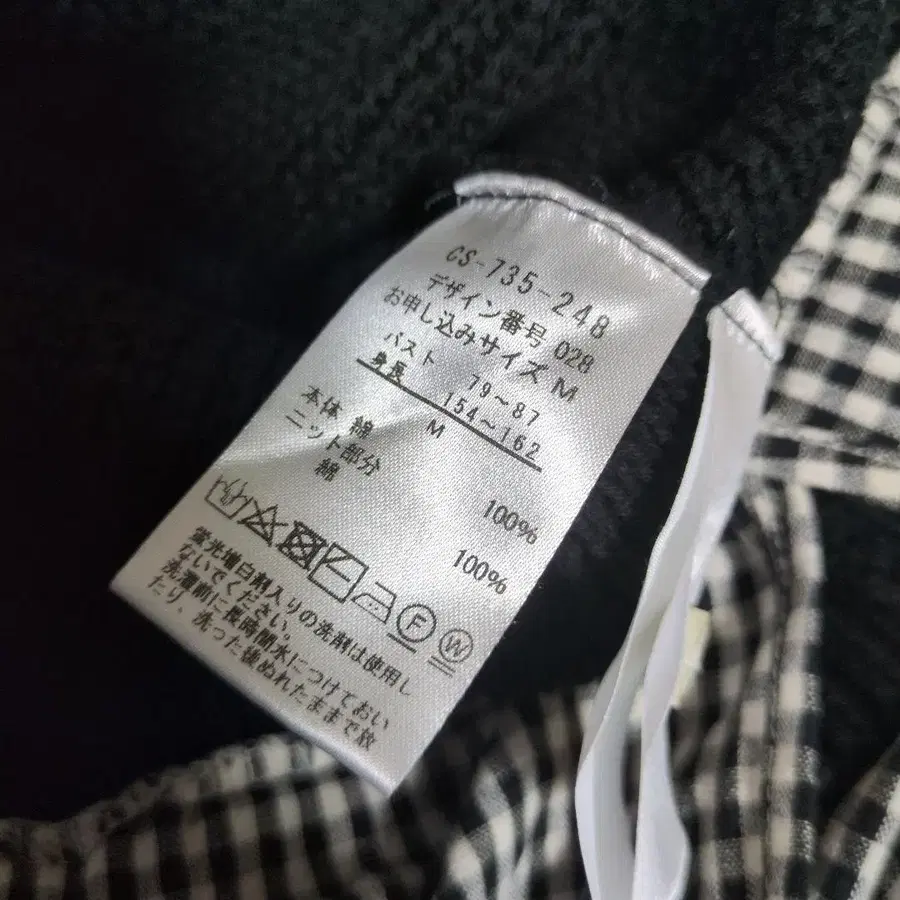 CS-735-248
デザイン番号 028
お申し込みサイズ M
バスト 79～87
身長 154～162
M
本体 綿 100%
ニット部分
綿 100%
F W
蛍光増白剤入りの洗剤は使用し
ないでください。
洗濯前に長時間水につけておい
たり、洗った後ぬれたままで放